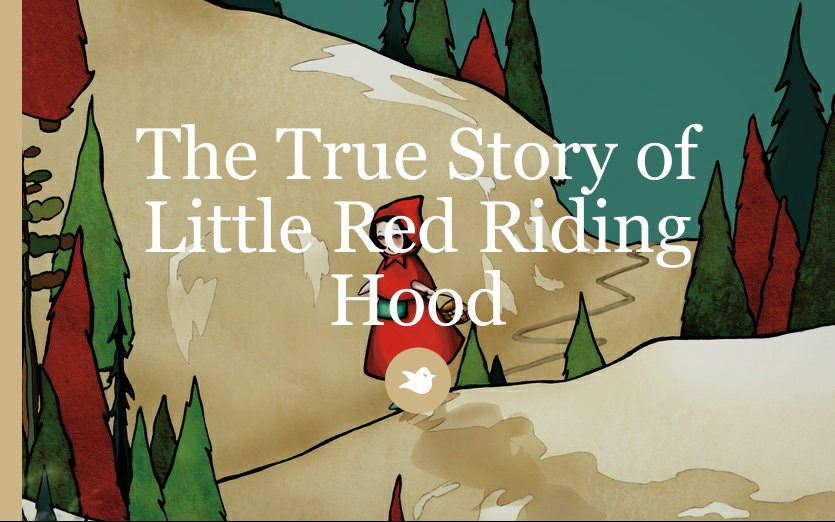 The True Story of
Little Red Riding
Hood